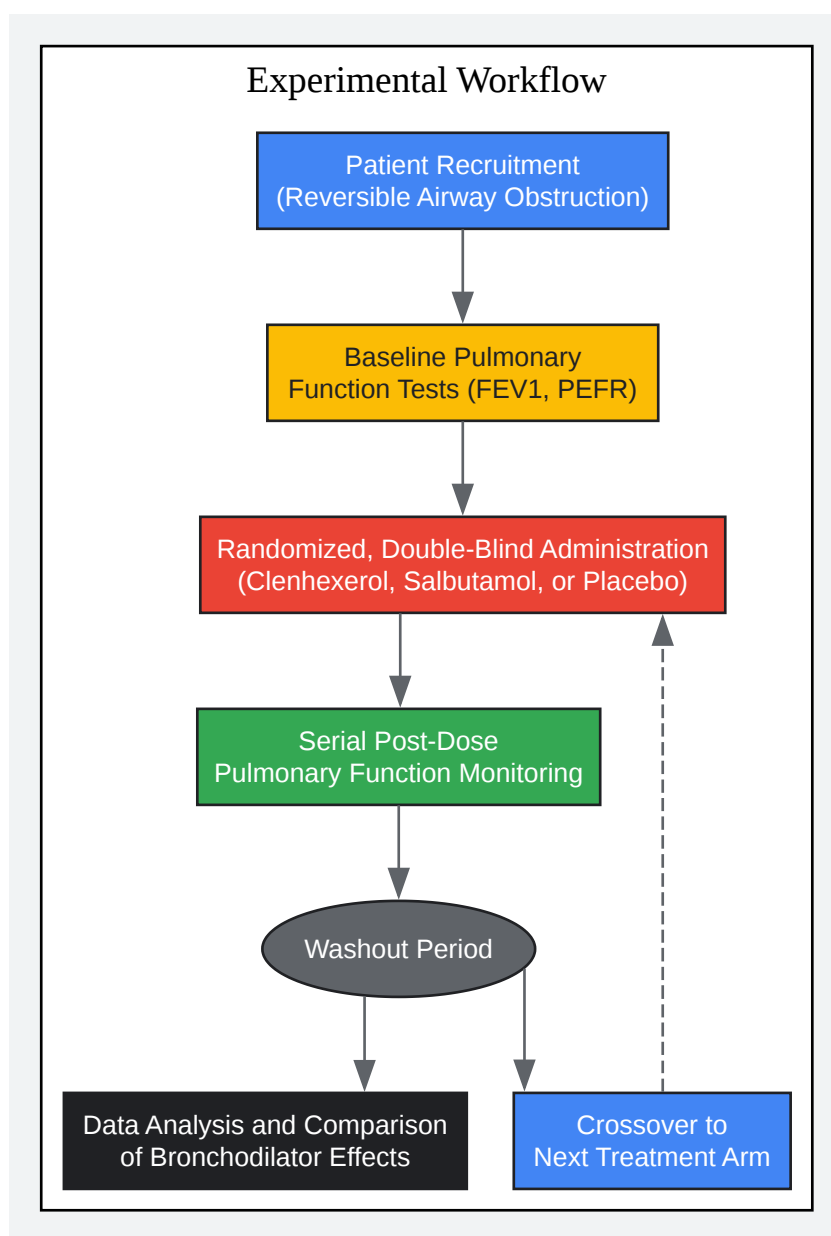 Experimental Workflow
Patient Recruitment
(Reversible Airway Obstruction)
Baseline Pulmonary
Function Tests (FEV1, PEFR)
Randomized, Double-Blind Administration
(Clenhexerol, Salbutamol, or Placebo)
Serial Post-Dose
Pulmonary Function Monitoring
Washout Period
Data Analysis and Comparison
of Bronchodilator Effects
Crossover to
Next Treatment Arm